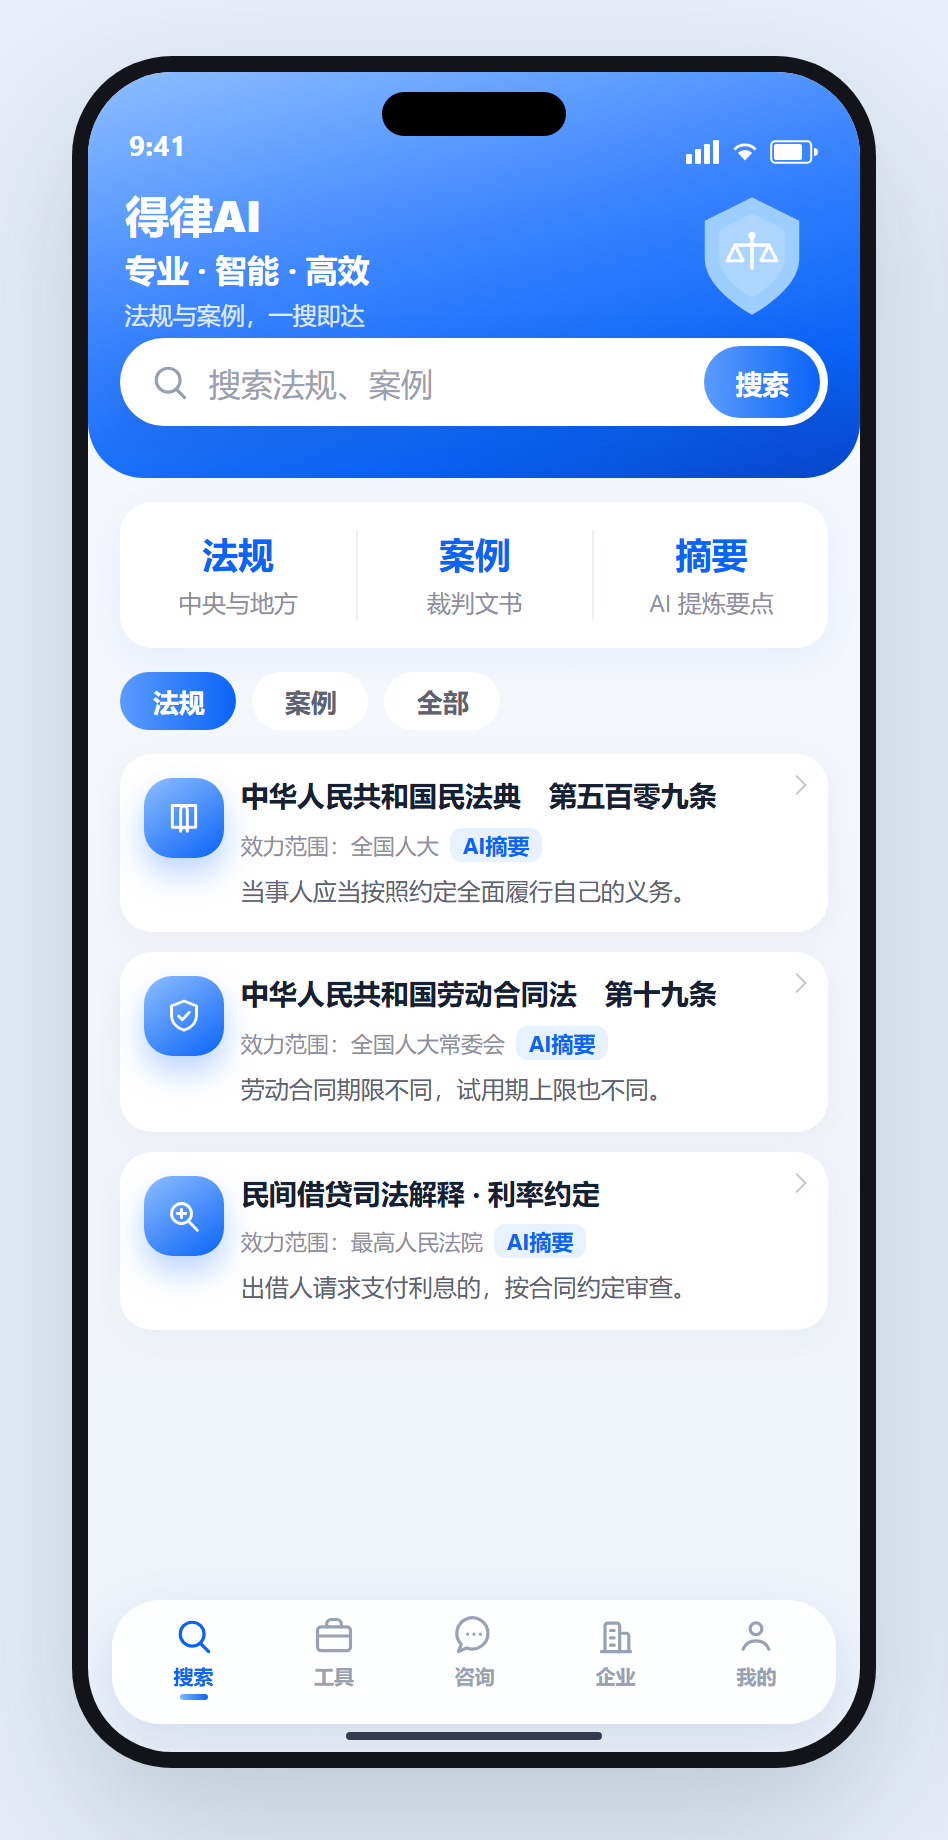 9:41
得律AI
专业 · 智能 · 高效
法规与案例，一搜即达
搜索法规、案例
搜索
法规
案例
摘要
中央与地方
裁判文书
AI 提炼要点
法规
案例
全部
中华人民共和国民法典　第五百零九条
效力范围：全国人大
AI摘要
当事人应当按照约定全面履行自己的义务。
中华人民共和国劳动合同法　第十九条
效力范围：全国人大常委会
AI摘要
劳动合同期限不同，试用期上限也不同。
民间借贷司法解释 · 利率约定
效力范围：最高人民法院
AI摘要
出借人请求支付利息的，按合同约定审查。
搜索
工具
咨询
企业
我的